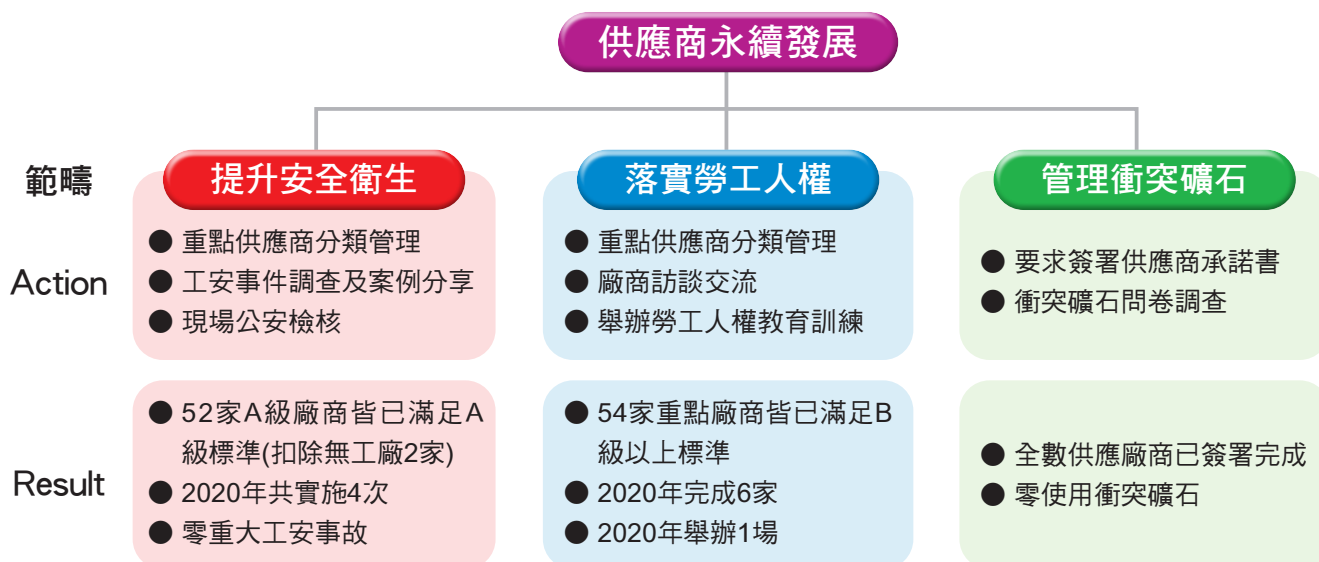 供應商永續發展
範疇
提升安全衛生
落實勞工人權
管理衝突礦石
Action
● 重點供應商分類管理
● 工安事件調查及案例分享
● 現場公安檢核
● 重點供應商分類管理
● 廠商訪談交流
● 舉辦勞工人權教育訓練
● 要求簽署供應商承諾書
● 衝突礦石問卷調查
Result
● 52家A級廠商皆已滿足A
級標準(扣除無工廠2家)
● 2020年共實施4次
● 零重大工安事故
● 54家重點廠商皆已滿足B
級以上標準
● 2020年完成6家
● 2020年舉辦1場
● 全數供應廠商已簽署完成
● 零使用衝突礦石